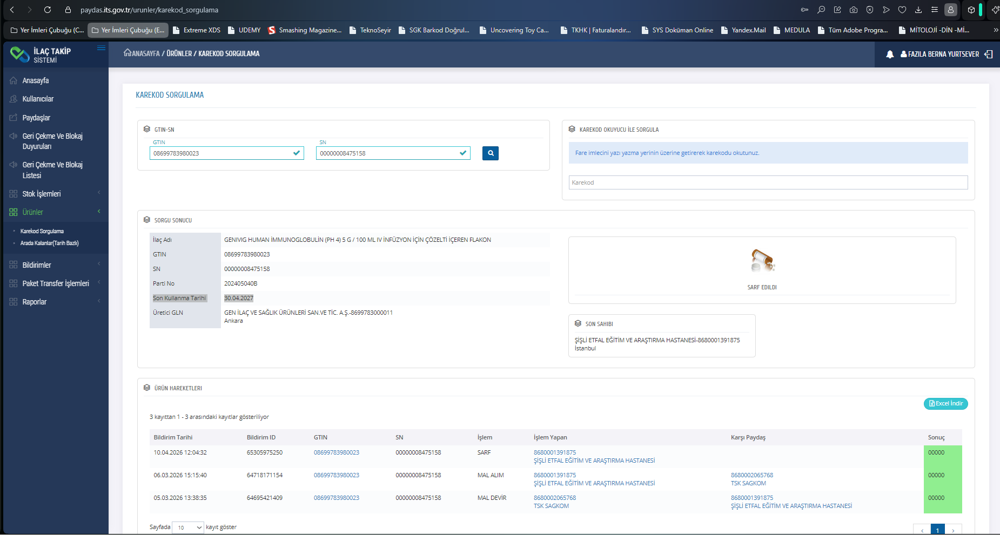 paydas.its.gov.tr/urunler/karekod_sorgulama
Yer İmleri Çubuğu (C...
Yer İmleri Çubuğu (E...
Extreme XDS
UDEMY
Smashing Magazine...
TeknoSeyir
SGK Barkod Doğrul...
Uncovering Toy Ca...
TKHK | Faturalandır...
SYS Doküman Online
Yandex.Mail
MEDULA
Tüm Adobe Progra...
MİTOLOJİ -DİN -Mİ...
»
İLAÇ TAKİP
SİSTEMİ
ANASAYFA / ÜRÜNLER / KAREKOD SORGULAMA
FAZILA BERNA YURTSEVER
Anasayfa
Kullanıcılar
Paydaşlar
Geri Çekme Ve Blokaj
Duyuruları
Geri Çekme Ve Blokaj
Listesi
Stok İşlemleri
Ürünler
Karekod Sorgulama
Arada Kalanlar(Tarih Bazlı)
Bildirimler
Paket Transfer İşlemleri
Raporlar
KAREKOD SORGULAMA
GTIN-SN
GTIN
SN
08699783980023
00000008475158
KAREKOD OKUYUCU İLE SORGULA
Fare imlecini yazı yazma yerinin üzerine getirerek karekodu okutunuz.
Karekod
SORGU SONUCU
İlaç Adı GENIVIG HUMAN İMMUNOGLOBULİN (PH 4) 5 G / 100 ML IV İNFÜZYON İÇİN ÇÖZELTİ İÇEREN FLAKON
GTIN 08699783980023
SN 00000008475158
Parti No 202405040B
Son Kullanma Tarihi 30.04.2027
Üretici GLN GEN İLAÇ VE SAĞLIK ÜRÜNLERİ SAN.VE TİC. A.Ş.-8699783000011
Ankara
SARF EDILDI
SON SAHIBI
ŞİŞLİ ETFAL EĞİTİM VE ARAŞTIRMA HASTANESİ-8680001391875
İstanbul
ÜRÜN HAREKETLERI
Excel İndir
3 kayıttan 1 - 3 arasındaki kayıtlar gösteriliyor
Bildirim Tarihi Bildirim ID GTIN SN İşlem İşlem Yapan Karşı Paydaş Sonuç
10.04.2026 12:04:32 65305975250 08699783980023 00000008475158 SARF 8680001391875 00000
ŞİŞLİ ETFAL EĞİTİM VE ARAŞTIRMA HASTANESİ
06.03.2026 15:15:40 64718171154 08699783980023 00000008475158 MAL ALIM 8680001391875 8680002065768 00000
ŞİŞLİ ETFAL EĞİTİM VE ARAŞTIRMA HASTANESİ TSK SAGKOM
05.03.2026 13:38:35 64695421409 08699783980023 00000008475158 MAL DEVİR 8680002065768 8680001391875 00000
TSK SAGKOM ŞİŞLİ ETFAL EĞİTİM VE ARAŞTIRMA HASTANESİ
Sayfada 10 kayıt göster
‹ 1 ›